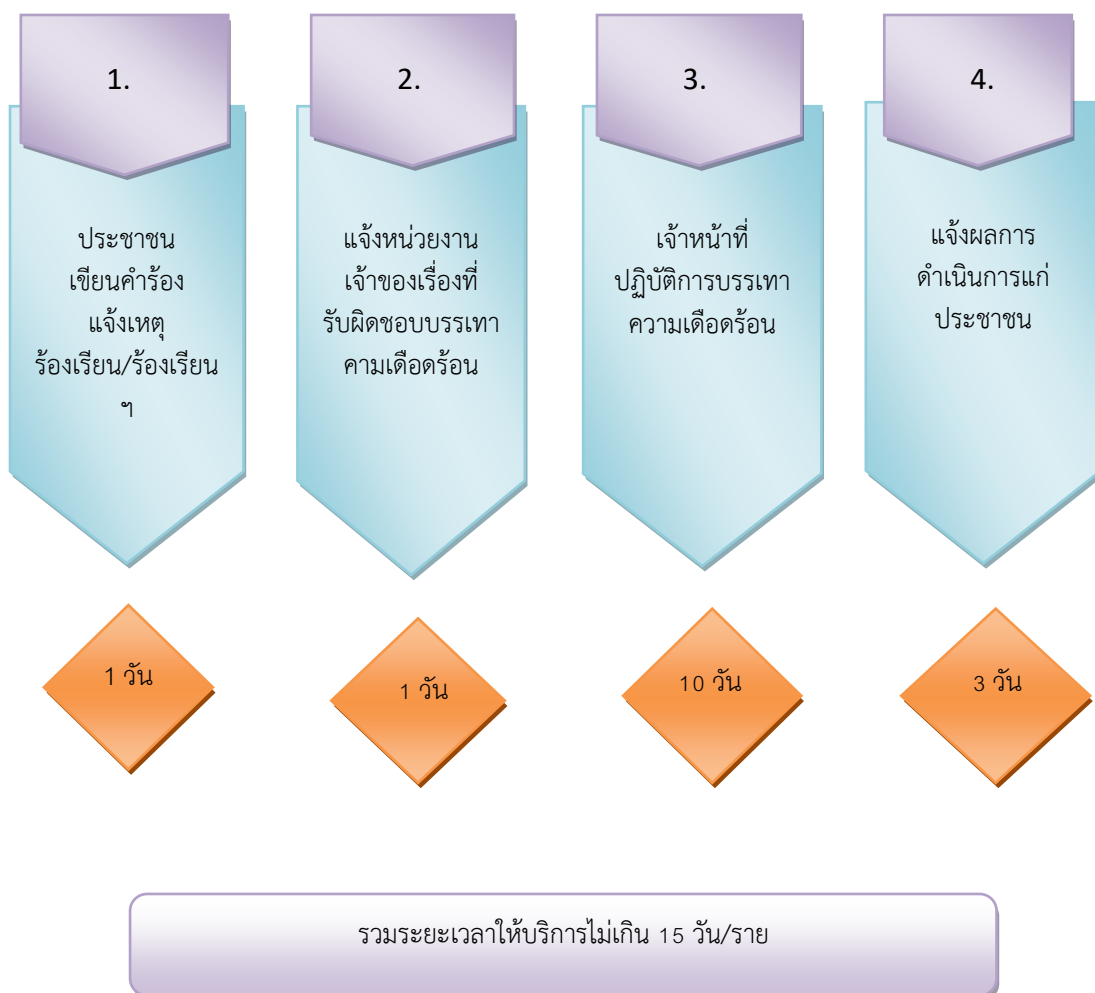 1.
ประชาชน
เขียนคำร้อง
แจ้งเหตุ
ร้องเรียน/ร้องเรียน
ฯ
1 วัน
2.
แจ้งหน่วยงาน
เจ้าของเรื่องที่
รับผิดชอบบรรเทา
คามเดือดร้อน
1 วัน
3.
เจ้าหน้าที่
ปฏิบัติการบรรเทา
ความเดือดร้อน
10 วัน
4.
แจ้งผลการ
ดำเนินการแก่
ประชาชน
3 วัน
รวมระยะเวลาให้บริการไม่เกิน 15 วัน/ราย